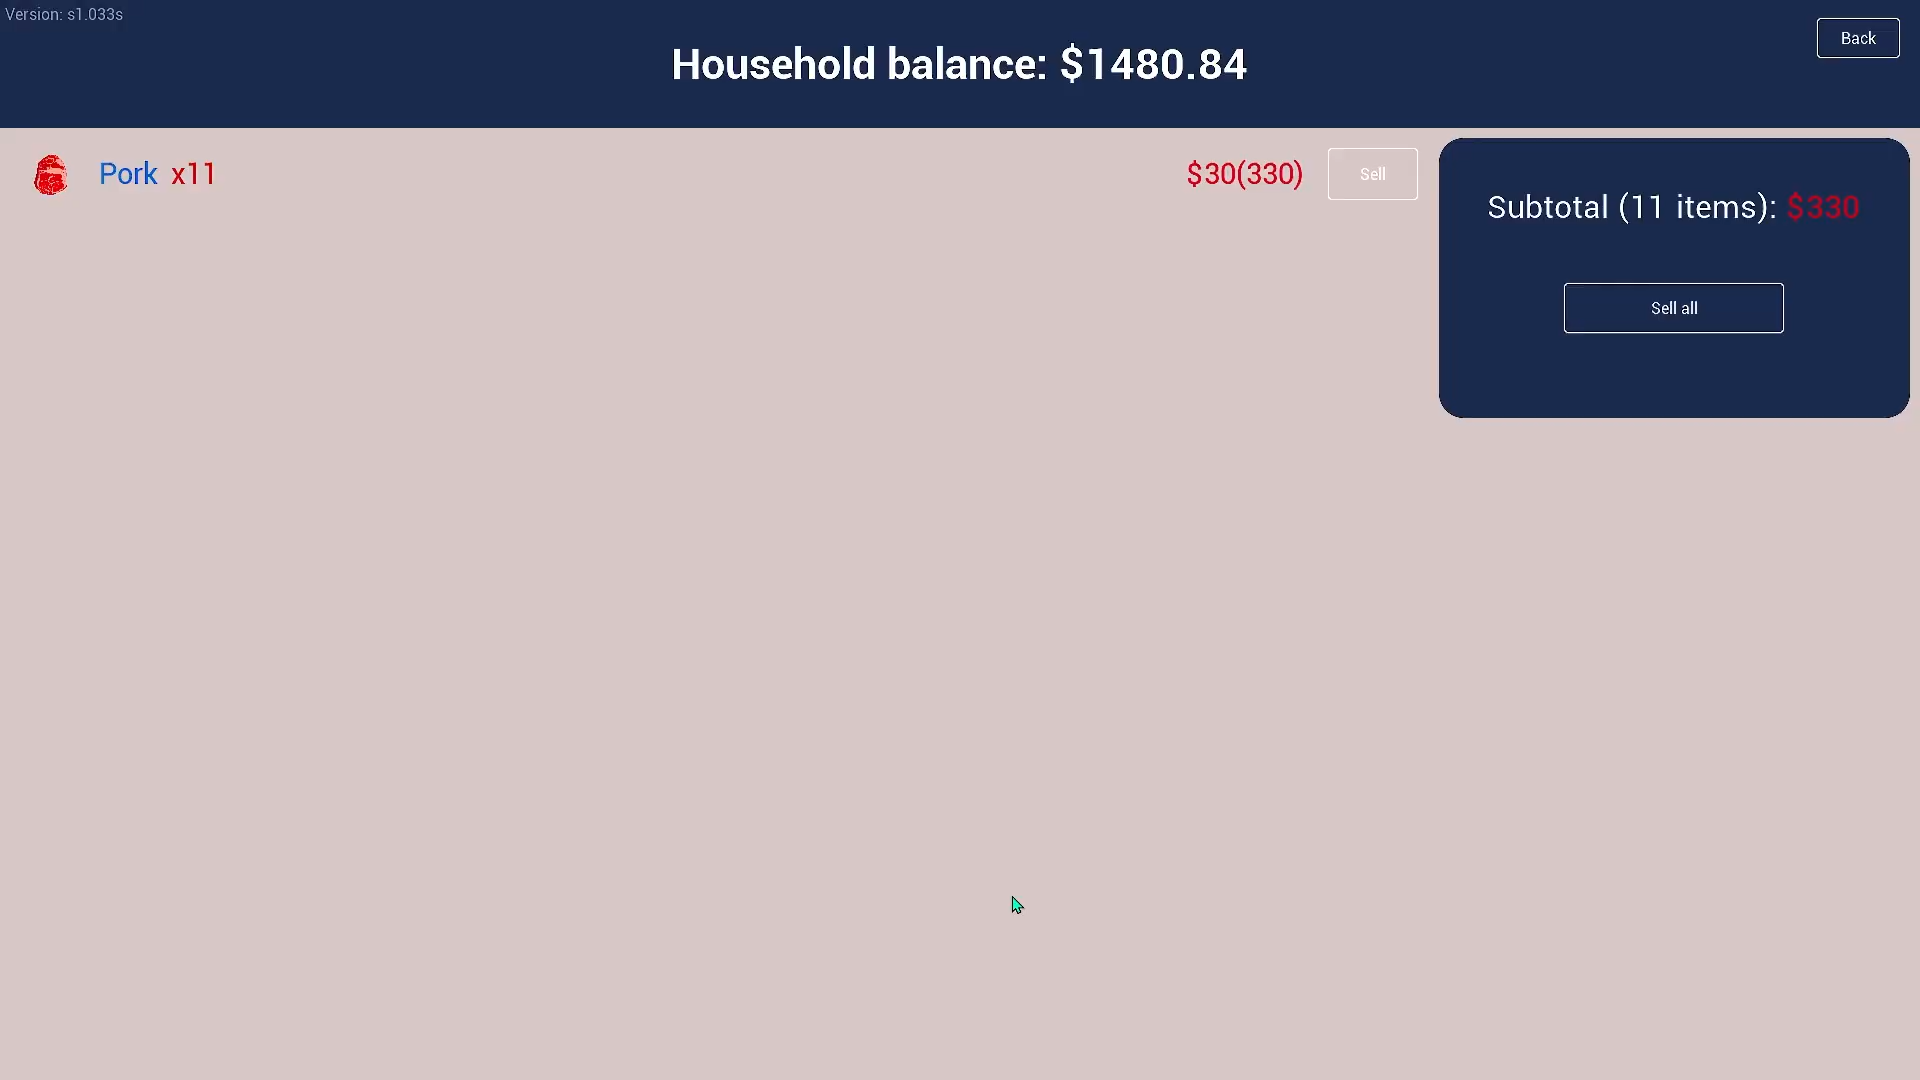 Version: s1.033s
Back
Household balance: $1480.84
Pork x11
$30(330)
Sell
Subtotal (11 items): $330
Sell all